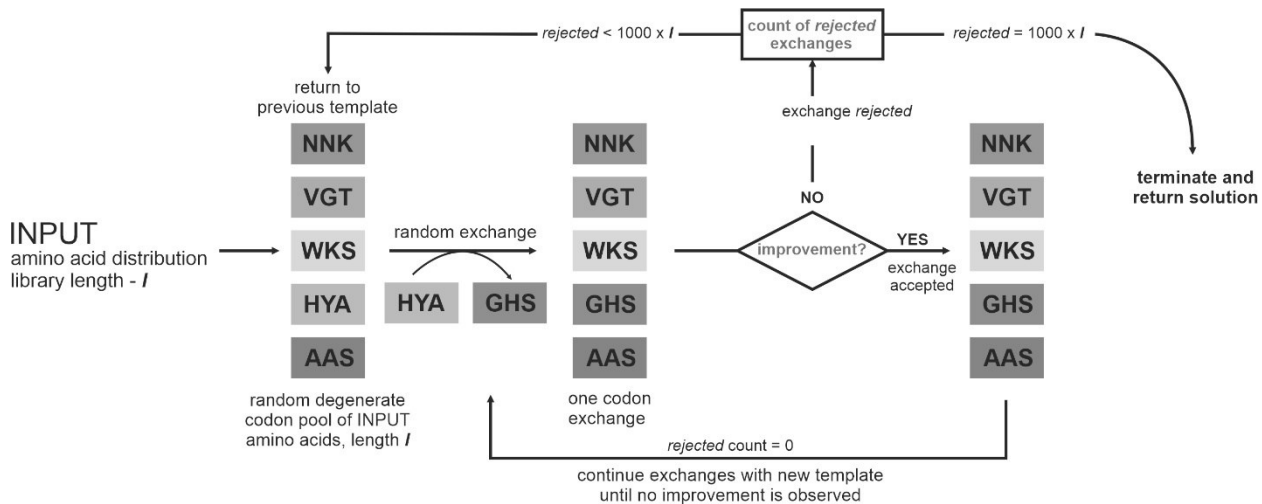 count of rejected
exchanges
rejected < 1000 x l
rejected = 1000 x l
return to
previous template
exchange rejected
terminate and
return solution
INPUT
amino acid distribution
library length - l
NNK
VGT
WKS
HYA
AAS
random degenerate
codon pool of INPUT
amino acids, length l
random exchange
HYA
GHS
NNK
VGT
WKS
GHS
AAS
one codon
exchange
improvement?
NO
YES
exchange
accepted
NNK
VGT
WKS
GHS
AAS
rejected count = 0
continue exchanges with new template
until no improvement is observed